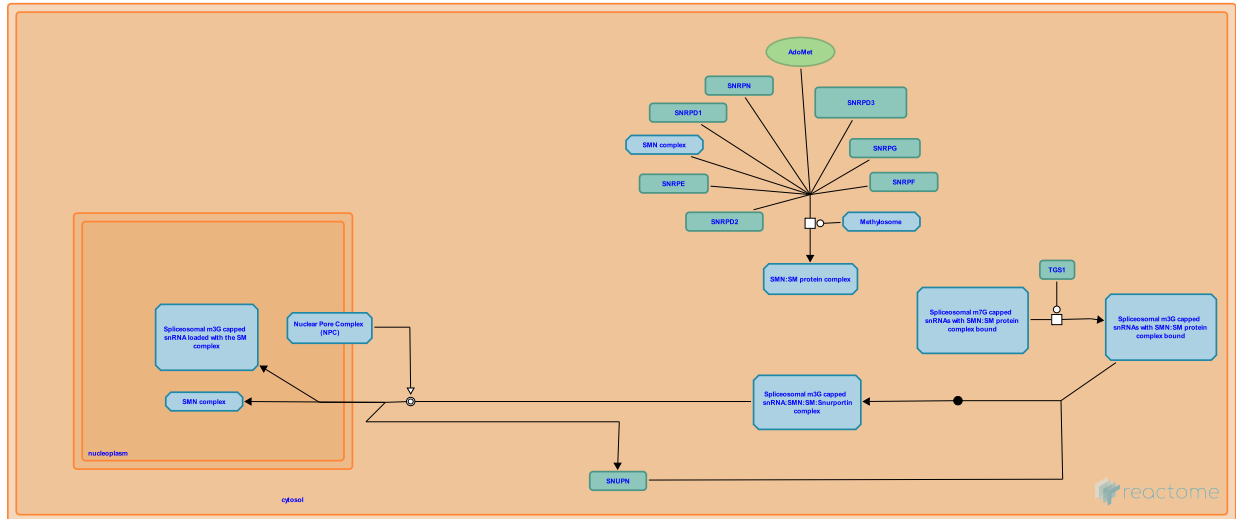 AdoMet
SNRPN
SNRPD3
SNRPD1
SMN complex
SNRPG
SNRPE
SNRPF
SNRPD2
Methylosome
SMN:SM protein complex
TGS1
Spliceosomal m7G capped
snRNAs with SMN:SM protein
complex bound
Spliceosomal m3G capped
snRNAs with SMN:SM protein
complex bound
Spliceosomal m3G capped
snRNA loaded with the SM
complex
Nuclear Pore Complex
(NPC)
SMN complex
Spliceosomal m3G capped
snRNA:SMN:SM:Snurportin
complex
nucleoplasm
SNUPN
cytosol
reactome